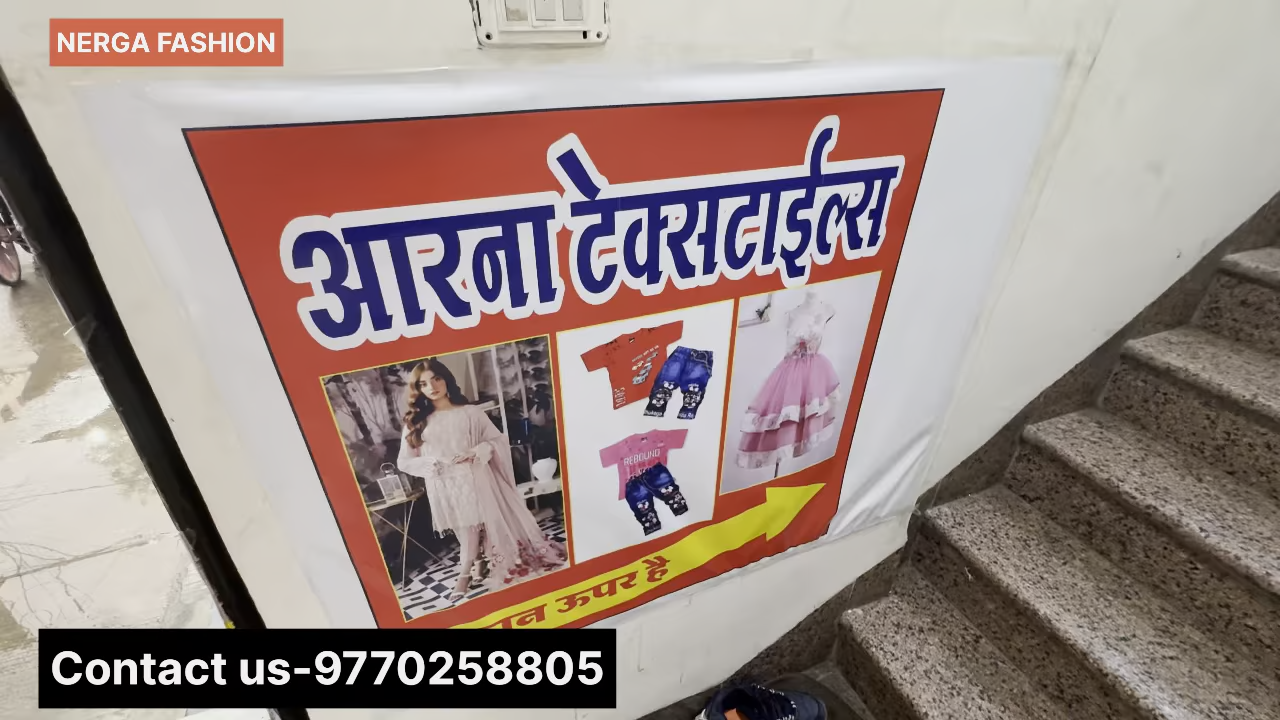 NERGA FASHION
आरना टेक्सटाईल्स
REBOUND
ऊपर है
Contact us-9770258805